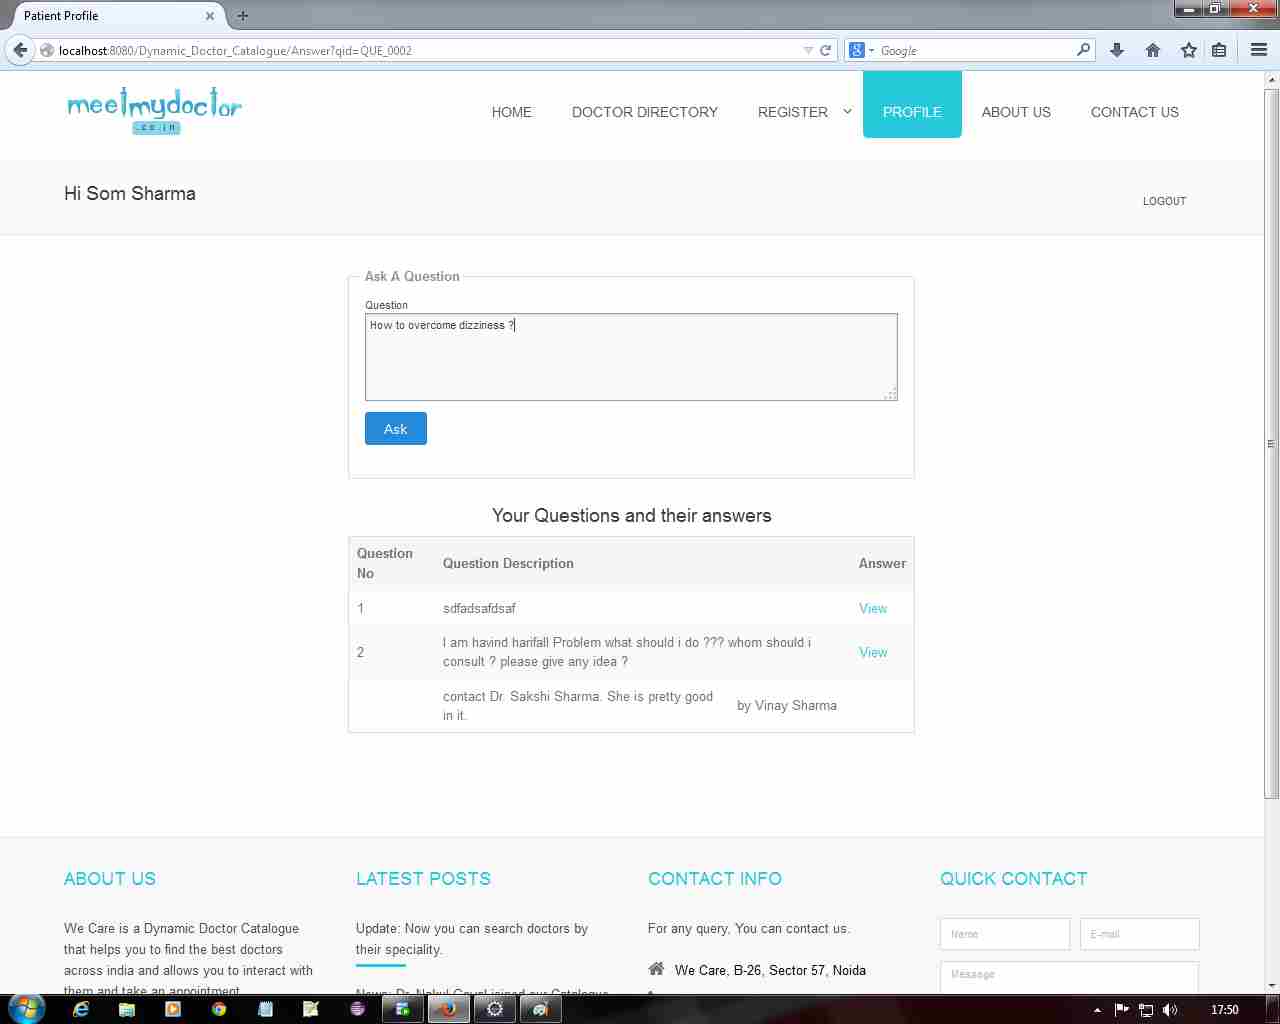 Patient Profile
localhost:8080/Dynamic_Doctor_Catalogue/Answer?qid=QUE_0002
Google
meetmydoctor
.co.in
HOME
DOCTOR DIRECTORY
REGISTER
PROFILE
ABOUT US
CONTACT US
Hi Som Sharma
LOGOUT
Ask A Question
Question
How to overcome dizziness ?
Ask
Your Questions and their answers
Question No
Question Description
Answer
1
sdfadsafdsaf
View
2
I am havind harifall Problem what should i do ??? whom should i
consult ? please give any idea ?
View
contact Dr. Sakshi Sharma. She is pretty good
in it.
by Vinay Sharma
ABOUT US
We Care is a Dynamic Doctor Catalogue
that helps you to find the best doctors
across india and allows you to interact with
them and take an appointment
LATEST POSTS
Update: Now you can search doctors by
their speciality.
News: Dr. Nakul Goyal joined our Catalogue
CONTACT INFO
For any query, You can contact us.
We Care, B-26, Sector 57, Noida
QUICK CONTACT
Name
E-mail
Message
17:50